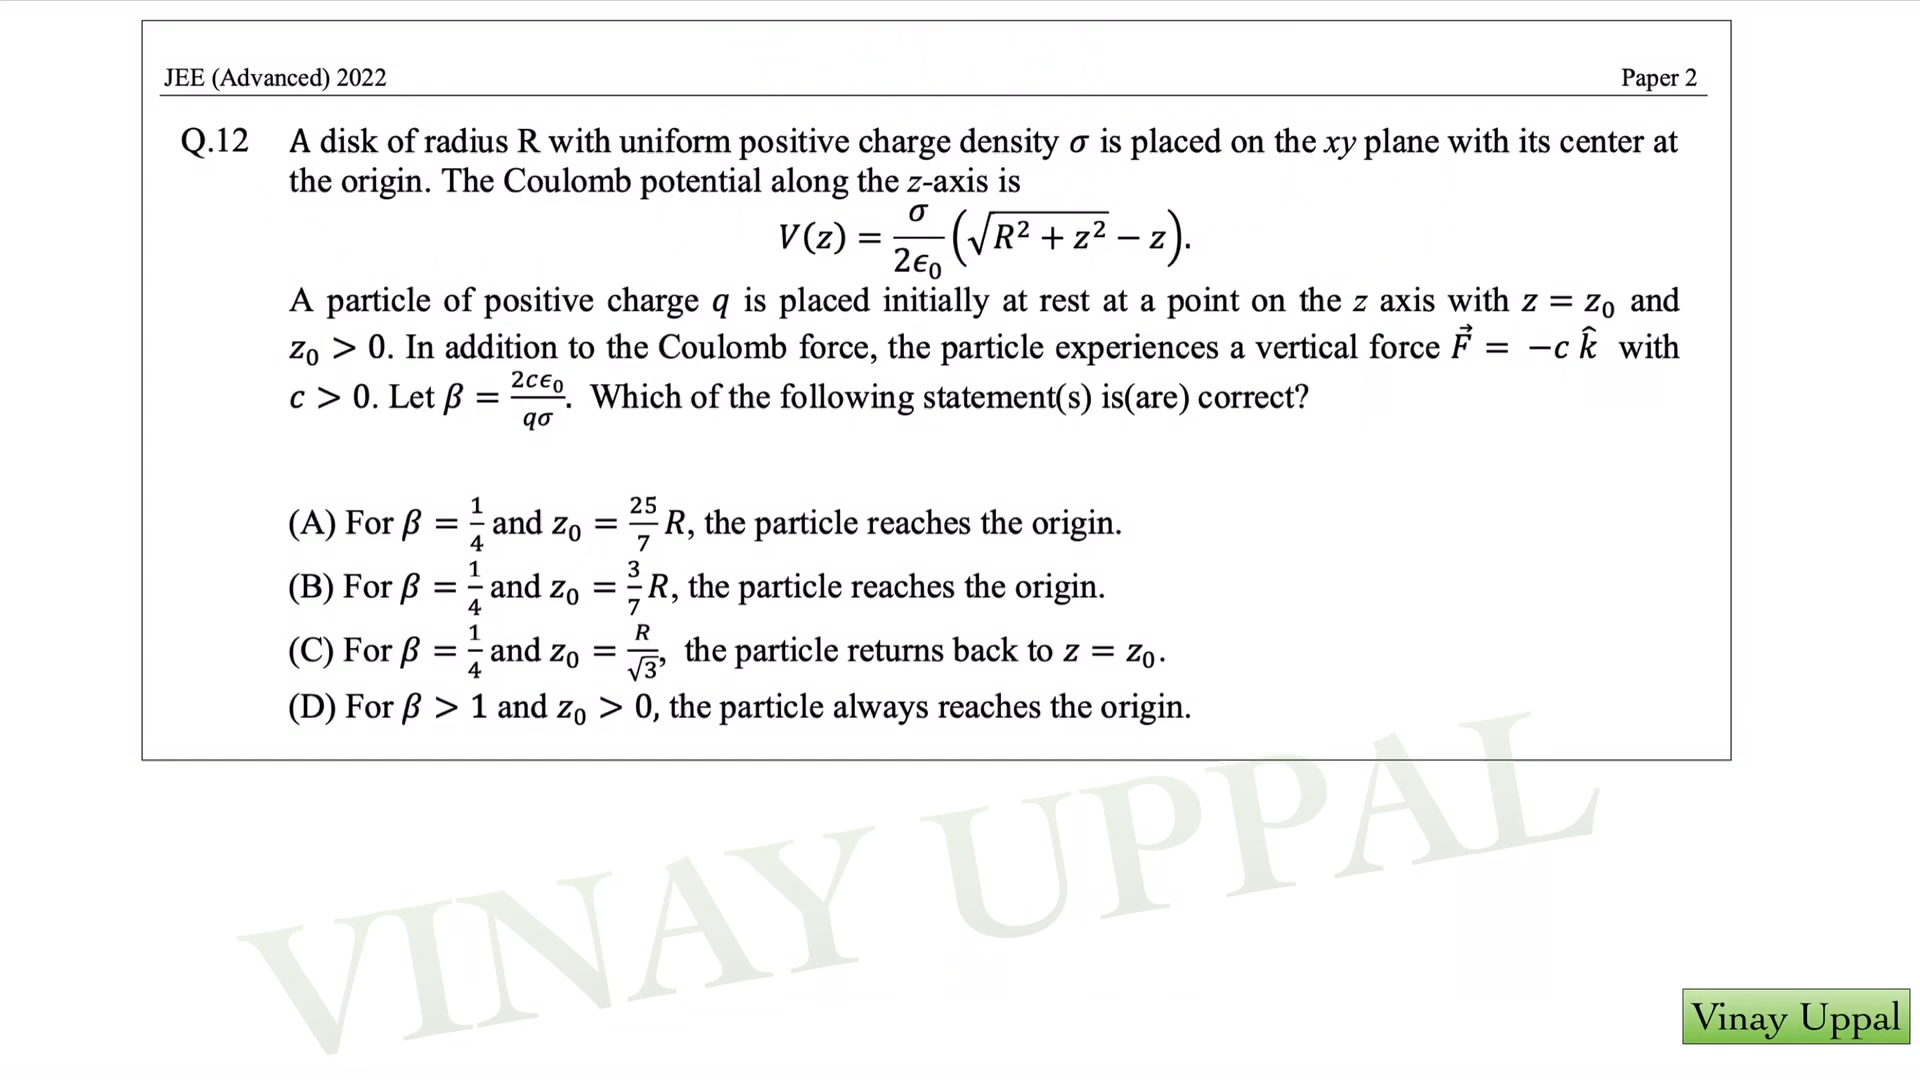 JEE (Advanced) 2022 Paper 2
Q.12 A disk of radius R with uniform positive charge density σ is placed on the xy plane with its center at
the origin. The Coulomb potential along the z-axis is
V(z) = σ/2ϵ₀ (√(R² + z²) − z).
A particle of positive charge q is placed initially at rest at a point on the z axis with z = z₀ and
z₀ > 0. In addition to the Coulomb force, the particle experiences a vertical force F⃗ = −c k̂ with
c > 0. Let β = 2cϵ₀/qσ. Which of the following statement(s) is(are) correct?
(A) For β = 1/4 and z₀ = 25/7 R, the particle reaches the origin.
(B) For β = 1/4 and z₀ = 3/7 R, the particle reaches the origin.
(C) For β = 1/4 and z₀ = R/√3, the particle returns back to z = z₀.
(D) For β > 1 and z₀ > 0, the particle always reaches the origin.
VINAY UPPAL
Vinay Uppal